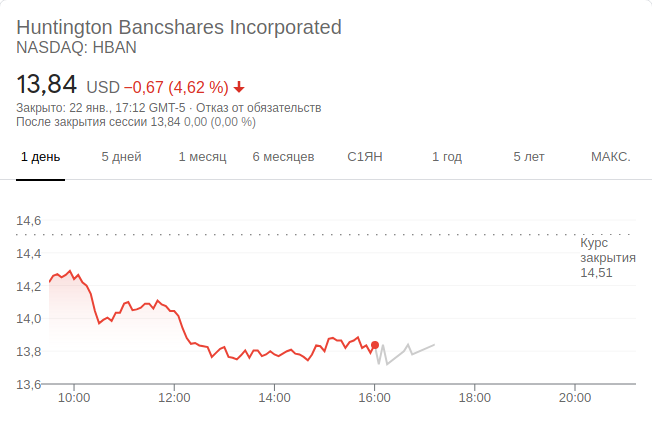 Huntington Bancshares Incorporated
NASDAQ: HBAN
13,84 USD −0,67 (4,62 %)
Закрыто: 22 янв., 17:12 GMT-5 · Отказ от обязательств
После закрытия сессии 13,84 0,00 (0,00 %)
1 день 5 дней 1 месяц 6 месяцев С1ЯН 1 год 5 лет МАКС.
14,6
Курс
закрытия
14,51
14,4
14,2
14,0
13,8
13,6
10:00 12:00 14:00 16:00 18:00 20:00